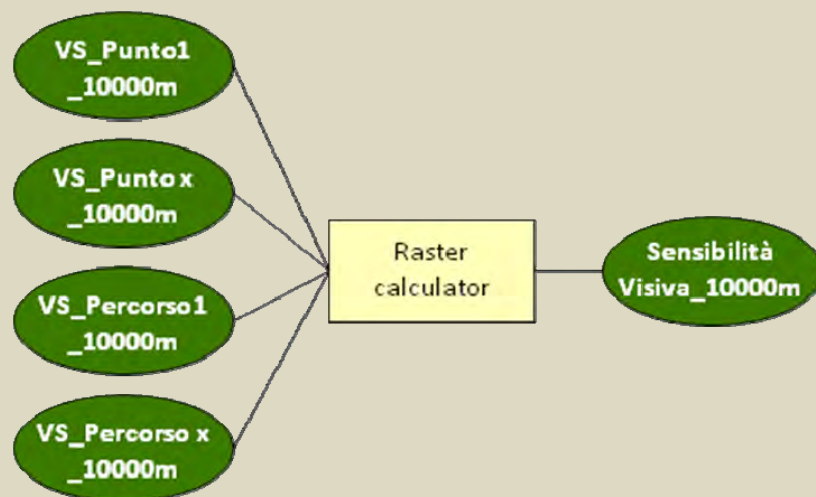 VS_Punto1
_10000m
VS_Punto x
_10000m
VS_Percorso1
_10000m
VS_Percorso x
_10000m
Raster
calculator
Sensibilità
Visiva_10000m